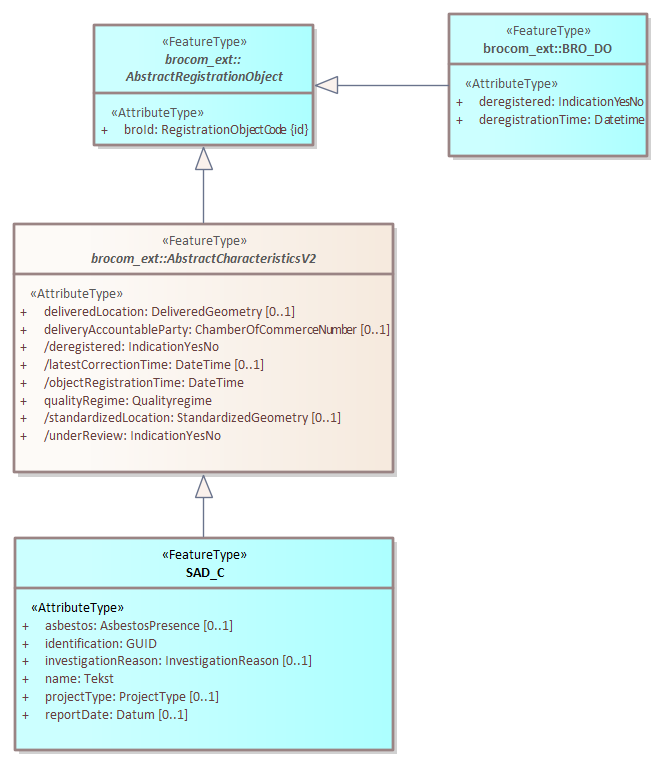 «FeatureType»
brocom_ext::
AbstractRegistrationObject
«AttributeType»
+ broId: RegistrationObjectCode {id}
«FeatureType»
brocom_ext::BRO_DO
«AttributeType»
+ deregistered: IndicationYesNo
+ deregistrationTime: Datetime
«FeatureType»
brocom_ext::AbstractCharacteristicsV2
«AttributeType»
+ deliveredLocation: DeliveredGeometry [0..1]
+ deliveryAccountableParty: ChamberOfCommerceNumber [0..1]
+ /deregistered: IndicationYesNo
+ /latestCorrectionTime: DateTime [0..1]
+ /objectRegistrationTime: DateTime
+ qualityRegime: Qualityregime
+ /standardizedLocation: StandardizedGeometry [0..1]
+ /underReview: IndicationYesNo
«FeatureType»
SAD_C
«AttributeType»
+ asbestos: AsbestosPresence [0..1]
+ identification: GUID
+ investigationReason: InvestigationReason [0..1]
+ name: Tekst
+ projectType: ProjectType [0..1]
+ reportDate: Datum [0..1]